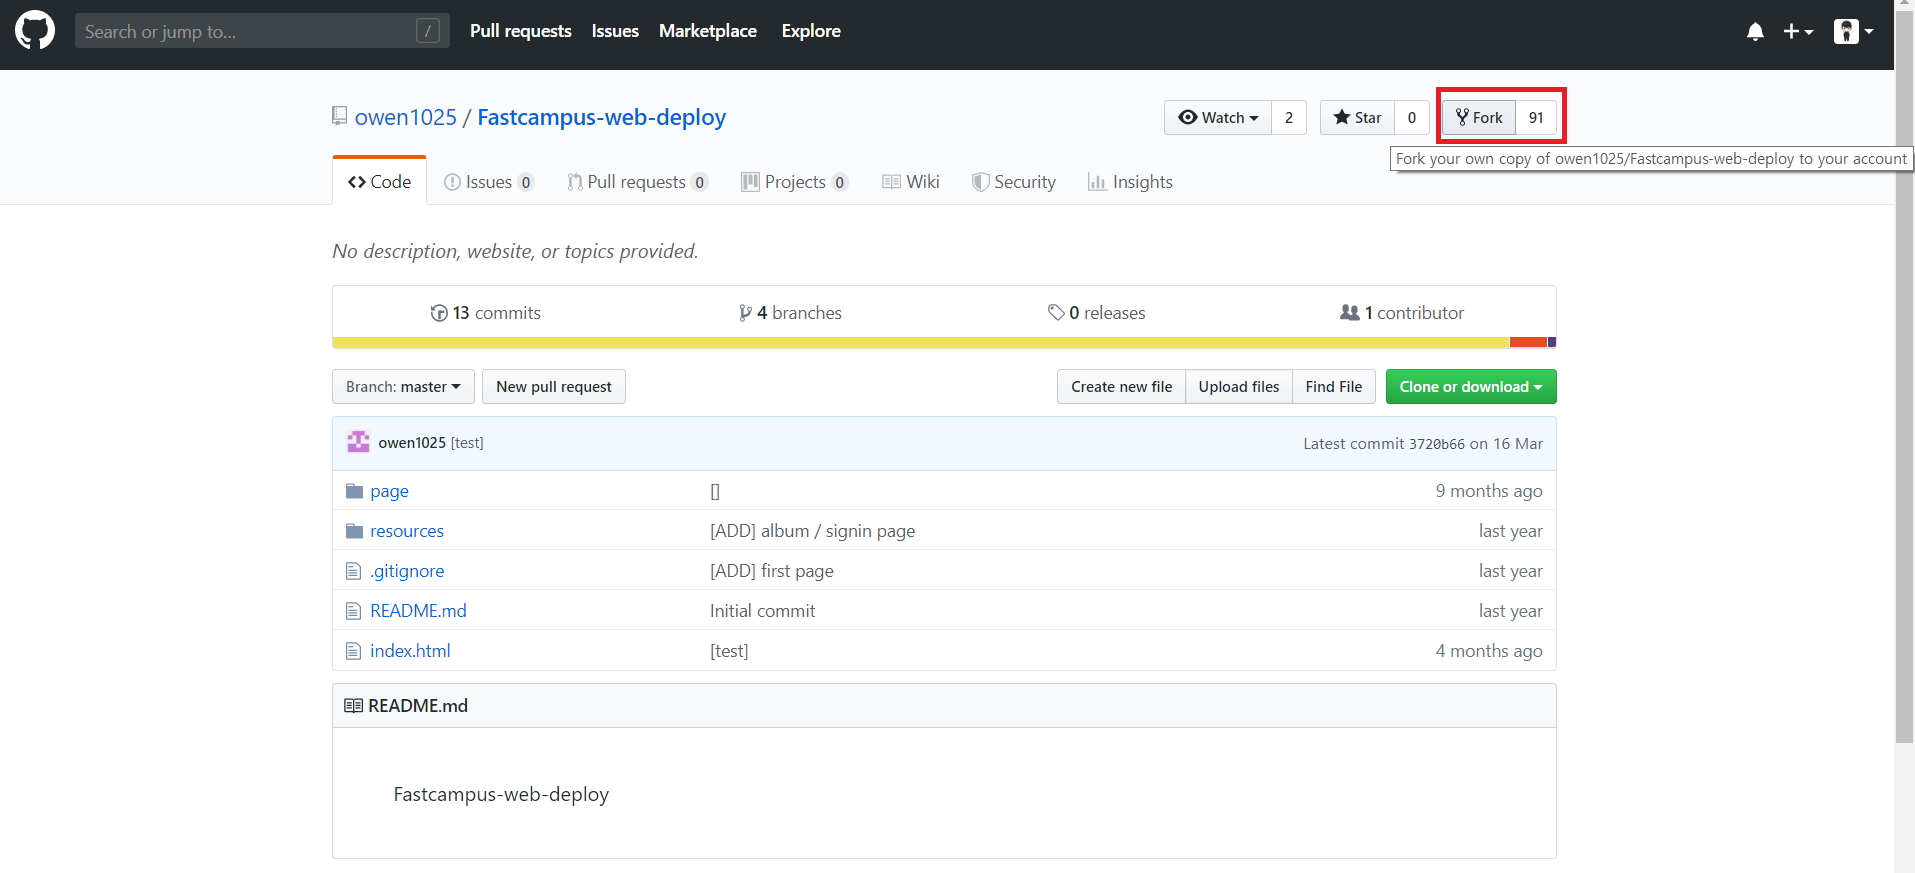 Search or jump to... /
Pull requests Issues Marketplace Explore
owen1025 / Fastcampus-web-deploy
Watch 2 Star 0 Fork 91
Fork your own copy of owen1025/Fastcampus-web-deploy to your account
Code Issues 0 Pull requests 0 Projects 0 Wiki Security Insights
No description, website, or topics provided.
13 commits 4 branches 0 releases 1 contributor
Branch: master New pull request Create new file Upload files Find File Clone or download
owen1025 [test] Latest commit 3720b66 on 16 Mar
page [] 9 months ago
resources [ADD] album / signin page last year
.gitignore [ADD] first page last year
README.md Initial commit last year
index.html [test] 4 months ago
README.md
Fastcampus-web-deploy